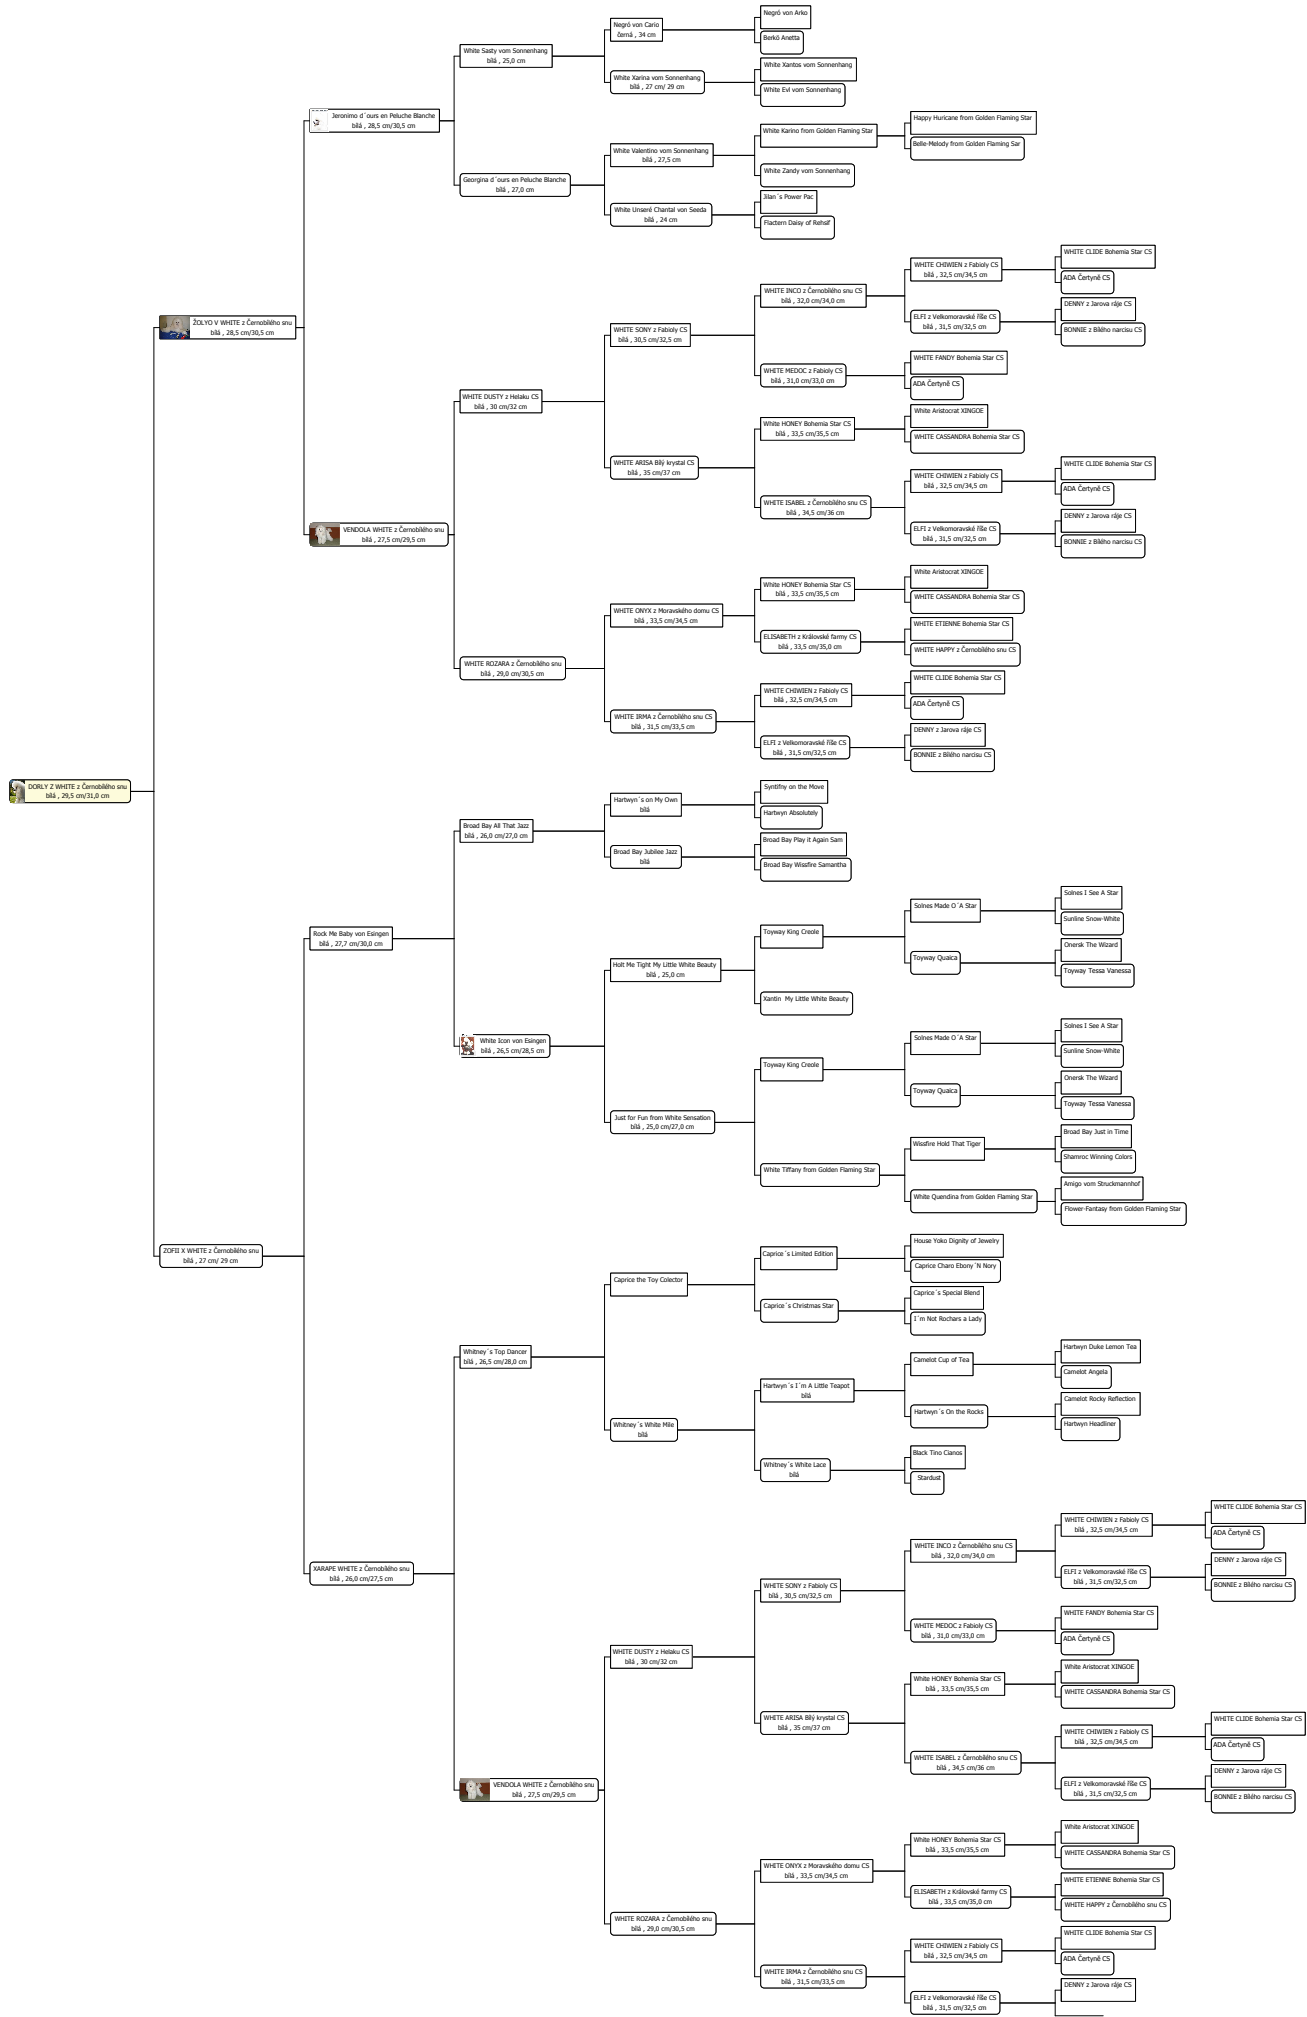 Negró von Arko
Negró von Cario
černá , 34 cm
Berkö Anetta
White Sasty vom Sonnenhang
bílá , 25,0 cm
White Xantos vom Sonnenhang
White Xarina vom Sonnenhang
bílá , 27 cm/ 29 cm
White Evl vom Sonnenhang
Jeronimo d´ours en Peluche Blanche
bílá , 28,5 cm/30,5 cm
Happy Huricane from Golden Flaming Star
White Karino from Golden Flaming Star
Belle-Melody from Golden Flaming Sar
White Valentino vom Sonnenhang
bílá , 27,5 cm
White Zandy vom Sonnenhang
Georgina d´ours en Peluche Blanche
bílá , 27,0 cm
Jilan´s Power Pac
White Unseré Chantal von Seeda
bílá , 24 cm
Flactern Daisy of Rehsif
WHITE CLIDE Bohemia Star CS
WHITE CHIWIEN z Fabioly CS
bílá , 32,5 cm/34,5 cm
ADA Čertyně CS
WHITE INCO z Černobílého snu CS
bílá , 32,0 cm/34,0 cm
DENNY z Jarova ráje CS
ELFI z Velkomoravské říše CS
bílá , 31,5 cm/32,5 cm
BONNIE z Bílého narcisu CS
ŽOLYO V WHITE z Černobílého snu
bílá , 28,5 cm/30,5 cm
WHITE SONY z Fabioly CS
bílá , 30,5 cm/32,5 cm
WHITE FANDY Bohemia Star CS
WHITE MEDOC z Fabioly CS
bílá , 31,0 cm/33,0 cm
ADA Čertyně CS
WHITE DUSTY z Helaku CS
bílá , 30 cm/32 cm
White Aristocrat XINGOE
White HONEY Bohemia Star CS
bílá , 33,5 cm/35,5 cm
WHITE CASSANDRA Bohemia Star CS
WHITE ARISA Bílý krystal CS
bílá , 35 cm/37 cm
WHITE CLIDE Bohemia Star CS
WHITE CHIWIEN z Fabioly CS
bílá , 32,5 cm/34,5 cm
ADA Čertyně CS
WHITE ISABEL z Černobílého snu CS
bílá , 34,5 cm/36 cm
DENNY z Jarova ráje CS
ELFI z Velkomoravské říše CS
bílá , 31,5 cm/32,5 cm
BONNIE z Bílého narcisu CS
VENDOLA WHITE z Černobílého snu
bílá , 27,5 cm/29,5 cm
White Aristocrat XINGOE
White HONEY Bohemia Star CS
bílá , 33,5 cm/35,5 cm
WHITE CASSANDRA Bohemia Star CS
WHITE ONYX z Moravského domu CS
bílá , 33,5 cm/34,5 cm
WHITE ETIENNE Bohemia Star CS
ELISABETH z Královské farmy CS
bílá , 33,5 cm/35,0 cm
WHITE HAPPY z Černobílého snu CS
WHITE ROZARA z Černobílého snu
bílá , 29,0 cm/30,5 cm
WHITE CLIDE Bohemia Star CS
WHITE CHIWIEN z Fabioly CS
bílá , 32,5 cm/34,5 cm
ADA Čertyně CS
WHITE IRMA z Černobílého snu CS
bílá , 31,5 cm/33,5 cm
DENNY z Jarova ráje CS
ELFI z Velkomoravské říše CS
bílá , 31,5 cm/32,5 cm
BONNIE z Bílého narcisu CS
DORLY Z WHITE z Černobílého snu
bílá , 29,5 cm/31,0 cm
Syntifny on the Move
Hartwyn´s on My Own
bílá
Hartwyn Absolutely
Broad Bay All That Jazz
bílá , 26,0 cm/27,0 cm
Broad Bay Play it Again Sam
Broad Bay Jubilee Jazz
bílá
Broad Bay Wissfire Samantha
Rock Me Baby von Esingen
bílá , 27,7 cm/30,0 cm
Solnes I See A Star
Solnes Made O´A Star
Sunline Snow-White
Toyway King Creole
Onersk The Wizard
Toyway Quaica
Toyway Tessa Vanessa
Holt Me Tight My Little White Beauty
bílá , 25,0 cm
Xantin  My Little White Beauty
White Icon von Esingen
bílá , 26,5 cm/28,5 cm
Solnes I See A Star
Solnes Made O´A Star
Sunline Snow-White
Toyway King Creole
Onersk The Wizard
Toyway Quaica
Toyway Tessa Vanessa
Just for Fun from White Sensation
bílá , 25,0 cm/27,0 cm
Broad Bay Just in Time
Wissfire Hold That Tiger
Shamroc Winning Colors
White Tiffany from Golden Flaming Star
Amigo vom Struckmannhof
White Quendina from Golden Flaming Star
Flower-Fantasy from Golden Flaming Star
ZOFII X WHITE z Černobílého snu
bílá , 27 cm/ 29 cm
House Yoko Dignity of Jewelry
Caprice´s Limited Edition
Caprice Charo Ebony´N Nory
Caprice the Toy Colector
Caprice´s Special Blend
Caprice´s Christmas Star
I´m Not Rochars a Lady
Whitney´s Top Dancer
bílá , 26,5 cm/28,0 cm
Hartwyn Duke Lemon Tea
Camelot Cup of Tea
Camelot Angela
Hartwyn´s I´m A Little Teapot
bílá
Camelot Rocky Reflection
Hartwyn´s On the Rocks
Hartwyn Headliner
Whitney´s White Mile
bílá
Black Tino Cianos
Whitney´s White Lace
bílá
Stardust
XARAPE WHITE z Černobílého snu
bílá , 26,0 cm/27,5 cm
WHITE CLIDE Bohemia Star CS
WHITE CHIWIEN z Fabioly CS
bílá , 32,5 cm/34,5 cm
ADA Čertyně CS
WHITE INCO z Černobílého snu CS
bílá , 32,0 cm/34,0 cm
DENNY z Jarova ráje CS
ELFI z Velkomoravské říše CS
bílá , 31,5 cm/32,5 cm
BONNIE z Bílého narcisu CS
WHITE SONY z Fabioly CS
bílá , 30,5 cm/32,5 cm
WHITE FANDY Bohemia Star CS
WHITE MEDOC z Fabioly CS
bílá , 31,0 cm/33,0 cm
ADA Čertyně CS
WHITE DUSTY z Helaku CS
bílá , 30 cm/32 cm
White Aristocrat XINGOE
White HONEY Bohemia Star CS
bílá , 33,5 cm/35,5 cm
WHITE CASSANDRA Bohemia Star CS
WHITE ARISA Bílý krystal CS
bílá , 35 cm/37 cm
WHITE CLIDE Bohemia Star CS
WHITE CHIWIEN z Fabioly CS
bílá , 32,5 cm/34,5 cm
ADA Čertyně CS
WHITE ISABEL z Černobílého snu CS
bílá , 34,5 cm/36 cm
DENNY z Jarova ráje CS
ELFI z Velkomoravské říše CS
bílá , 31,5 cm/32,5 cm
BONNIE z Bílého narcisu CS
VENDOLA WHITE z Černobílého snu
bílá , 27,5 cm/29,5 cm
White Aristocrat XINGOE
White HONEY Bohemia Star CS
bílá , 33,5 cm/35,5 cm
WHITE CASSANDRA Bohemia Star CS
WHITE ONYX z Moravského domu CS
bílá , 33,5 cm/34,5 cm
WHITE ETIENNE Bohemia Star CS
ELISABETH z Královské farmy CS
bílá , 33,5 cm/35,0 cm
WHITE HAPPY z Černobílého snu CS
WHITE ROZARA z Černobílého snu
bílá , 29,0 cm/30,5 cm
WHITE CLIDE Bohemia Star CS
WHITE CHIWIEN z Fabioly CS
bílá , 32,5 cm/34,5 cm
ADA Čertyně CS
WHITE IRMA z Černobílého snu CS
bílá , 31,5 cm/33,5 cm
DENNY z Jarova ráje CS
ELFI z Velkomoravské říše CS
bílá , 31,5 cm/32,5 cm